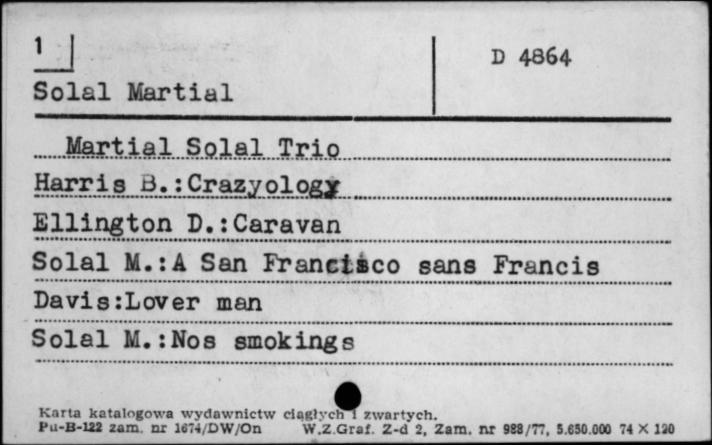 1
D 4864
Solal Martial
Martial Solal Trio
Harris B.:Crazyology
Ellington D.:Caravan
Solal M.:A San Francisco sans Francis
Davis:Lover man
Solal M.:Nos smokings
Karta katalogowa wydawnictw ciągłych i zwartych.
Pu-B-122 zam. nr 1674/DW/On W.Z.Graf. Z-d 2, Zam. nr 988/77, 5.650.000 74 X 120